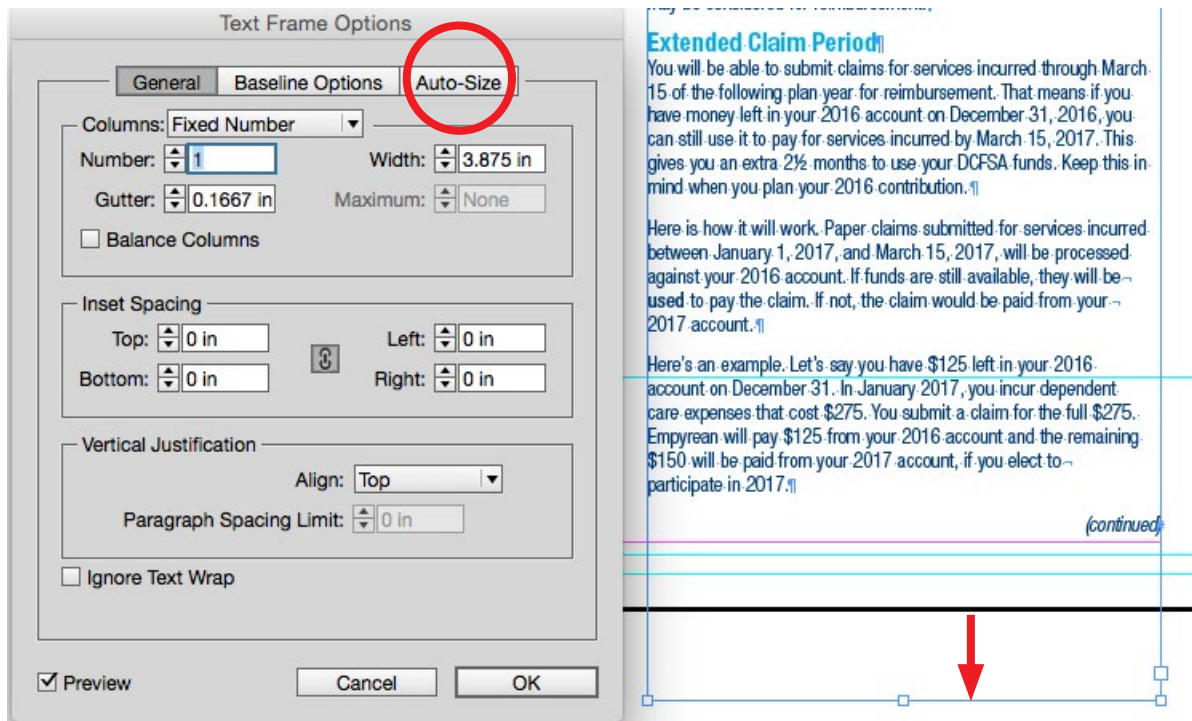 Text Frame Options
General Baseline Options Auto-Size
Columns: Fixed Number
Number: 1 Width: 3.875 in
Gutter: 0.1667 in Maximum: None
Balance Columns
Inset Spacing
Top: 0 in Left: 0 in
Bottom: 0 in Right: 0 in
Vertical Justification
Align: Top
Paragraph Spacing Limit: 0 in
Ignore Text Wrap
Preview Cancel OK
Extended Claim Period¶
You will be able to submit claims for services incurred through March
15 of the following plan year for reimbursement. That means if you
have money left in your 2016 account on December 31, 2016, you
can still use it to pay for services incurred by March 15, 2017. This
gives you an extra 2½ months to use your DCFSA funds. Keep this in
mind when you plan your 2016 contribution.¶
Here is how it will work. Paper claims submitted for services incurred
between January 1, 2017, and March 15, 2017, will be processed
against your 2016 account. If funds are still available, they will be¬
used to pay the claim. If not, the claim would be paid from your ¬
2017 account.¶
Here's an example. Let's say you have $125 left in your 2016
account on December 31. In January 2017, you incur dependent
care expenses that cost $275. You submit a claim for the full $275.
Empyrean will pay $125 from your 2016 account and the remaining
$150 will be paid from your 2017 account, if you elect to¬
participate in 2017.¶
(continued)